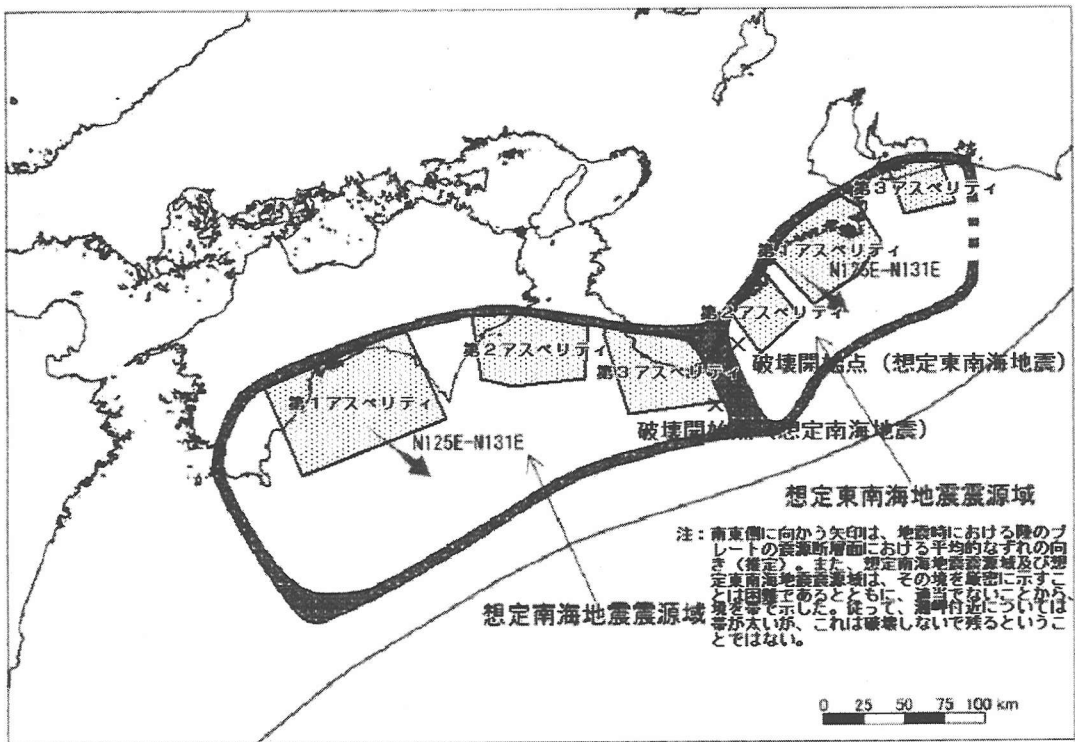 第3アスペリティ
第1アスペリティ
N125E-N131E
第2アスペリティ
破壊開始点(想定東南海地震)
第2アスペリティ
第3アスペリティ
第1アスペリティ
N125E-N131E
破壊開始点(想定南海地震)
想定東南海地震震源域
想定南海地震震源域
注:南東側に向かう矢印は、地震時における陸のプ
レートの震源断層面における平均的なずれの向
き(推定)。また、想定南海地震震源域及び想
定東南海地震震源域は、その境を厳密に示すこ
とは困難であるとともに、適当でないことから、
境を帯で示した。従って、潮岬付近については
帯が太いが、これは破壊しないで残るというこ
とではない。
0 25 50 75 100 km